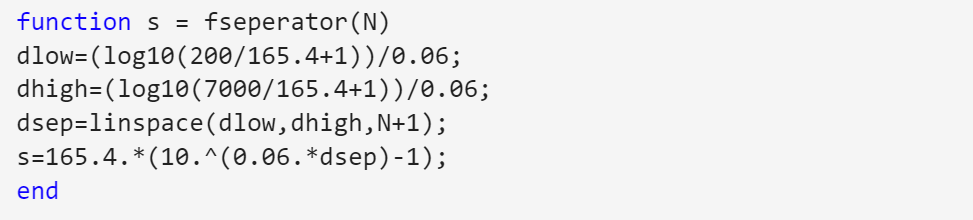 function s = fseperator(N)
dlow=(log10(200/165.4+1))/0.06;
dhigh=(log10(7000/165.4+1))/0.06;
dsep=linspace(dlow,dhigh,N+1);
s=165.4.*(10.^(0.06.*dsep)-1);
end